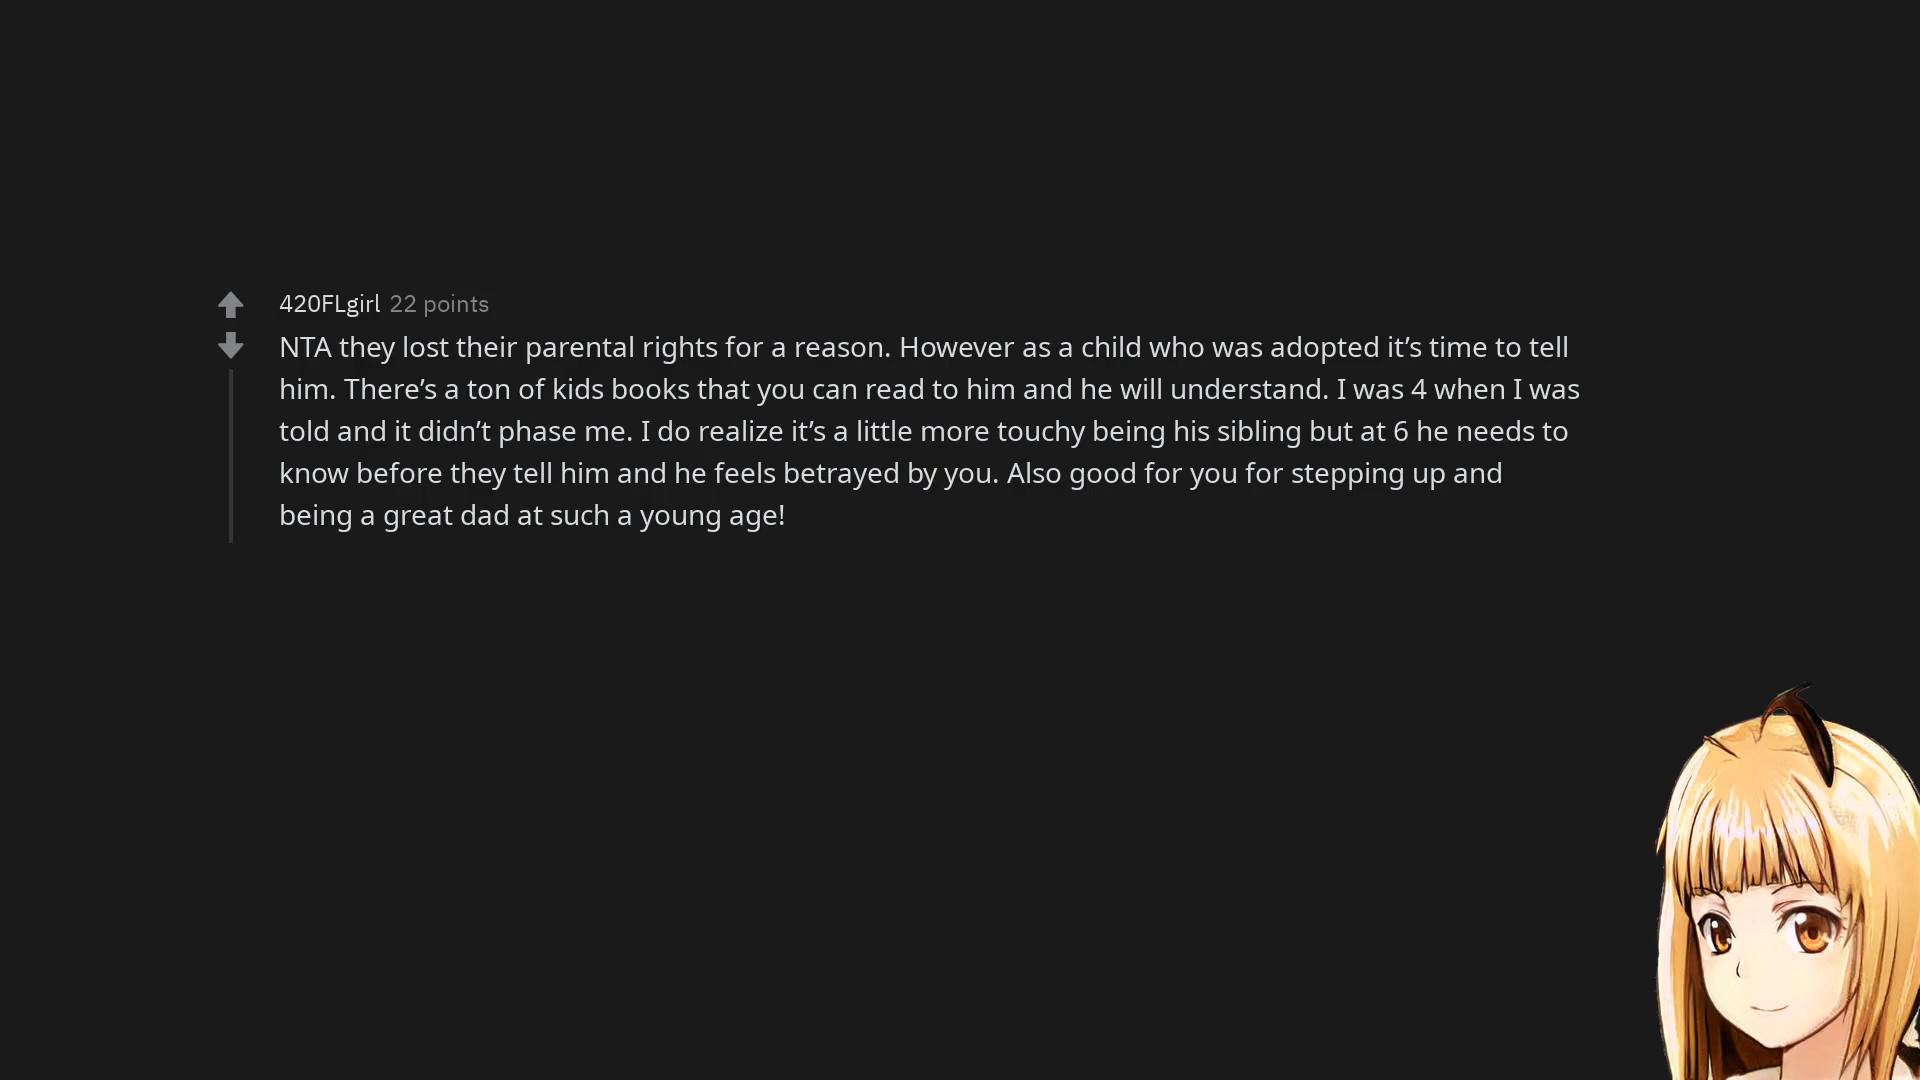 420FLgirl 22 points
NTA they lost their parental rights for a reason. However as a child who was adopted it’s time to tell
him. There’s a ton of kids books that you can read to him and he will understand. I was 4 when I was
told and it didn’t phase me. I do realize it’s a little more touchy being his sibling but at 6 he needs to
know before they tell him and he feels betrayed by you. Also good for you for stepping up and
being a great dad at such a young age!